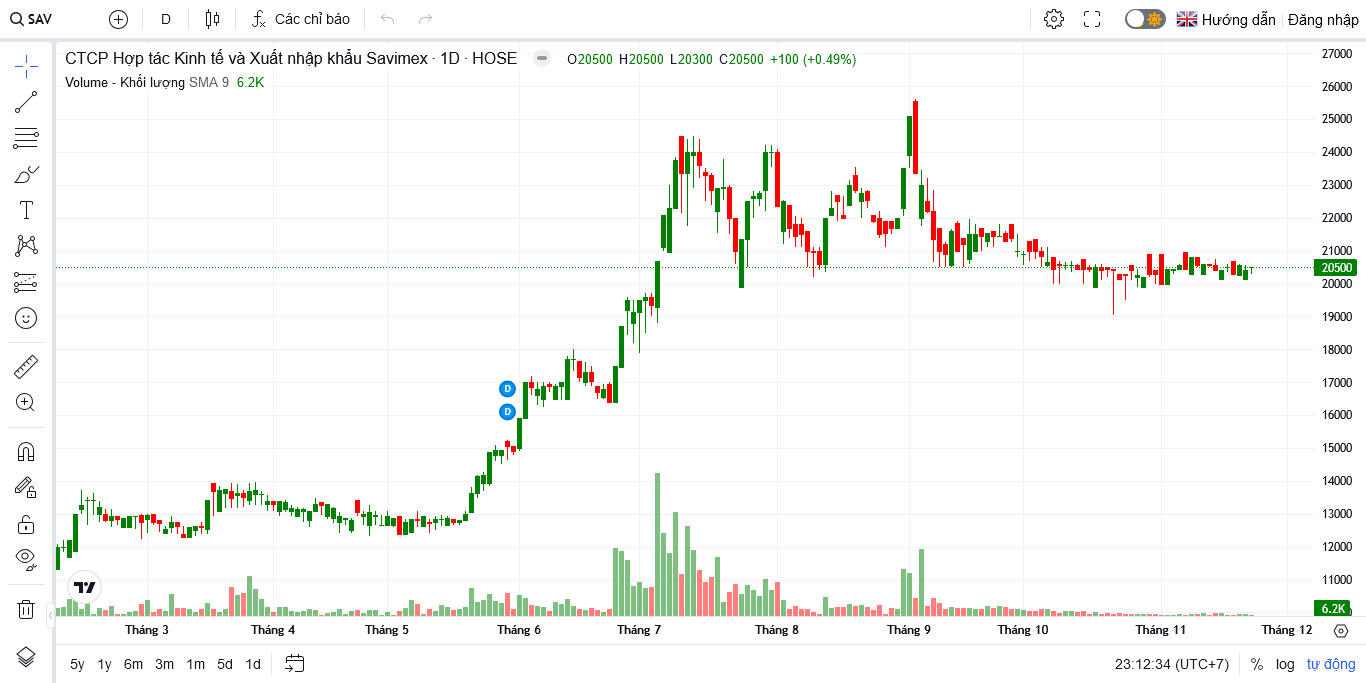 SAV D Các chỉ báo Hướng dẫn Đăng nhập
CTCP Hợp tác Kinh tế và Xuất nhập khẩu Savimex · 1D · HOSE O20500 H20500 L20300 C20500 +100 (+0.49%)
Volume - Khối lượng SMA 9 6.2K
27000
26000
25000
24000
23000
22000
21000
20500
20000
19000
18000
17000
D
16000
D
15000
14000
13000
12000
11000
6.2K
Tháng 3 Tháng 4 Tháng 5 Tháng 6 Tháng 7 Tháng 8 Tháng 9 Tháng 10 Tháng 11 Tháng 12
5y 1y 6m 3m 1m 5d 1d 23:12:34 (UTC+7) % log tự động